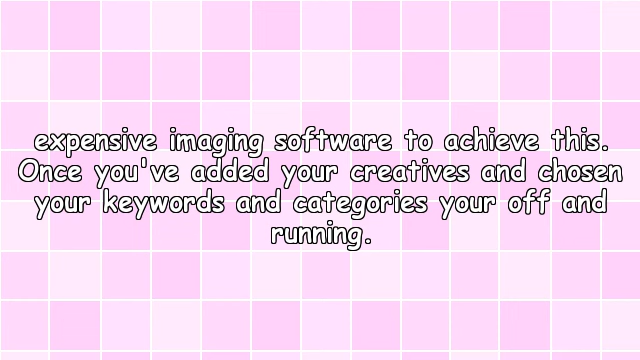 expensive imaging software to achieve this.
Once you've added your creatives and chosen
your keywords and categories your off and
running.